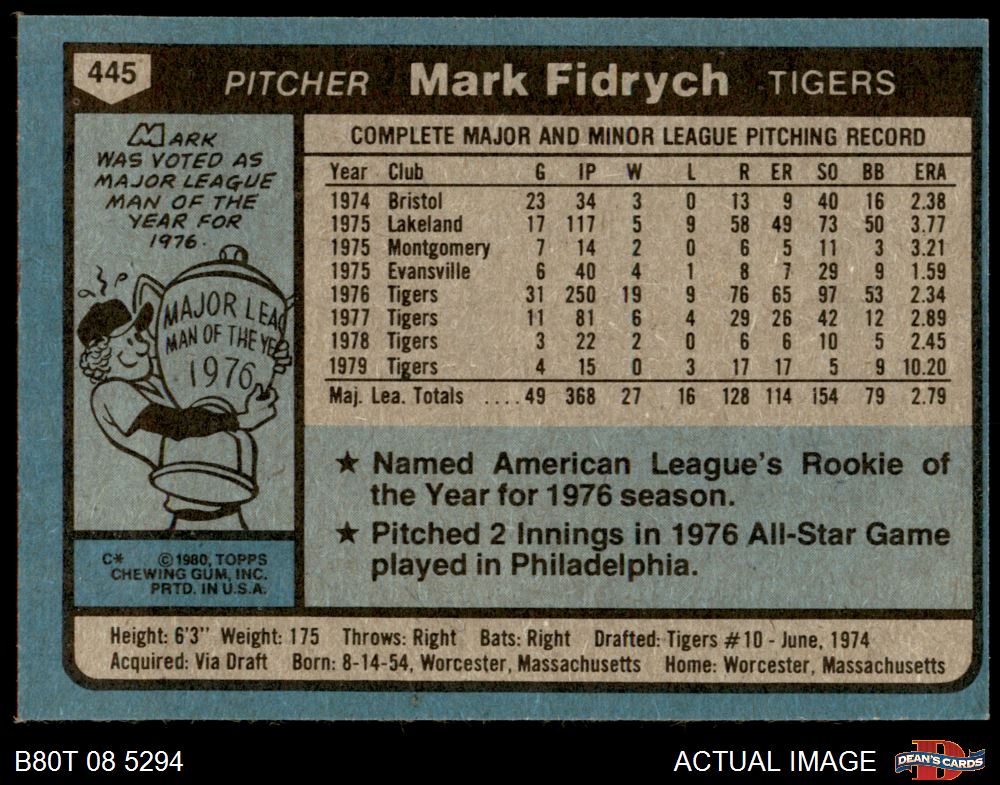 445
PITCHER Mark Fidrych TIGERS
MARK
WAS VOTED AS
MAJOR LEAGUE
MAN OF THE
YEAR FOR
1976.
MAJOR LEAG
MAN OF THE YE
1976
C* ©1980, TOPPS
CHEWING GUM, INC.
PRTD. IN U.S.A.
COMPLETE MAJOR AND MINOR LEAGUE PITCHING RECORD
Year Club G IP W L R ER SO BB ERA
1974 Bristol 23 34 3 0 13 9 40 16 2.38
1975 Lakeland 17 117 5 9 58 49 73 50 3.77
1975 Montgomery 7 14 2 0 6 5 11 3 3.21
1975 Evansville 6 40 4 1 8 7 29 9 1.59
1976 Tigers 31 250 19 9 76 65 97 53 2.34
1977 Tigers 11 81 6 4 29 26 42 12 2.89
1978 Tigers 3 22 2 0 6 6 10 5 2.45
1979 Tigers 4 15 0 3 17 17 5 9 10.20
Maj. Lea. Totals ....49 368 27 16 128 114 154 79 2.79
★ Named American League's Rookie of
the Year for 1976 season.
★ Pitched 2 Innings in 1976 All-Star Game
played in Philadelphia.
Height: 6'3" Weight: 175 Throws: Right Bats: Right Drafted: Tigers #10 - June, 1974
Acquired: Via Draft Born: 8-14-54, Worcester, Massachusetts Home: Worcester, Massachusetts
B80T 08 5294
ACTUAL IMAGE
D
DEAN'S CARDS